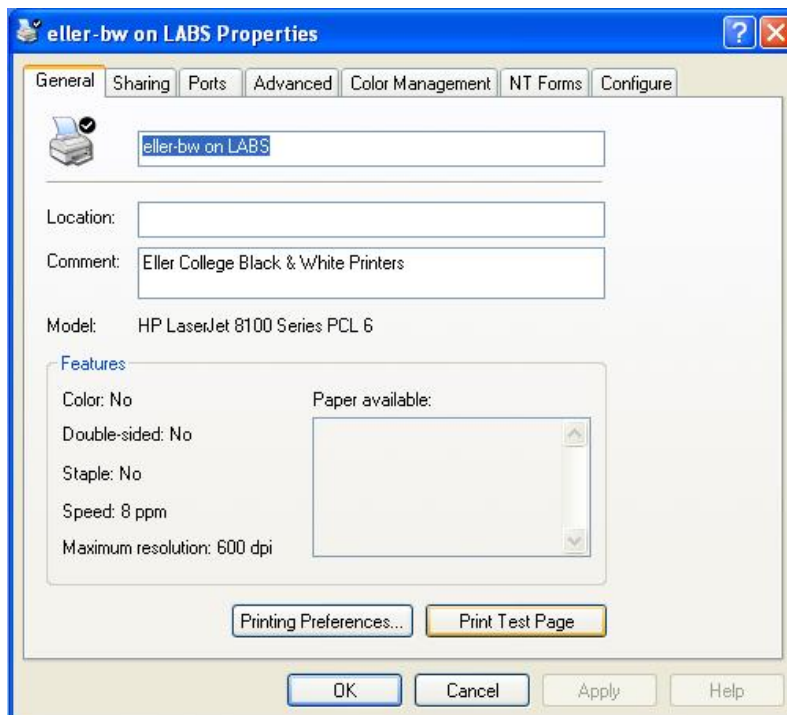 eller-bw on LABS Properties
General Sharing Ports Advanced Color Management NT Forms Configure
eller-bw on LABS
Location:
Comment: Eller College Black & White Printers
Model: HP LaserJet 8100 Series PCL 6
Features
Color: No Paper available:
Double-sided: No
Staple: No
Speed: 8 ppm
Maximum resolution: 600 dpi
Printing Preferences... Print Test Page
OK Cancel Apply Help